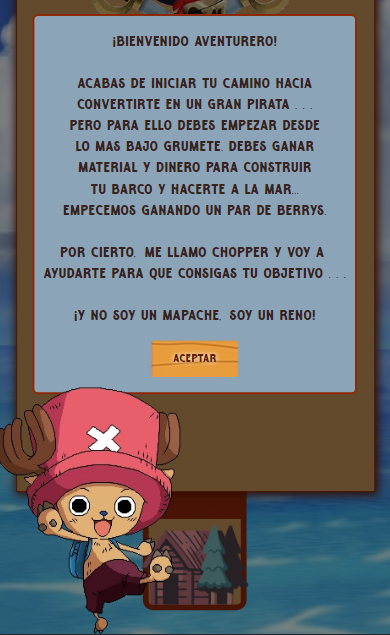 ¡BIENVENIDO AVENTURERO!
ACABAS DE INICIAR TU CAMINO HACIA
CONVERTIRTE EN UN GRAN PIRATA . . .
PERO PARA ELLO DEBES EMPEZAR DESDE
LO MAS BAJO GRUMETE. DEBES GANAR
MATERIAL Y DINERO PARA CONSTRUIR
TU BARCO Y HACERTE A LA MAR...
EMPECEMOS GANANDO UN PAR DE BERRYS.
POR CIERTO, ME LLAMO CHOPPER Y VOY A
AYUDARTE PARA QUE CONSIGAS TU OBJETIVO . . .
¡Y NO SOY UN MAPACHE, SOY UN RENO!
ACEPTAR